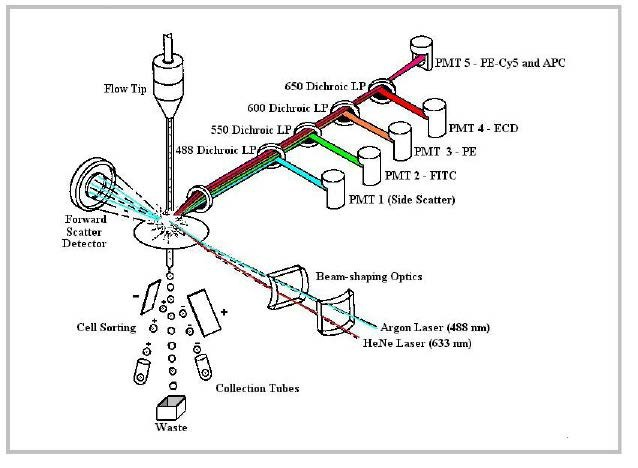 PMT 5 - PE-Cy5 and APC
650 Dichroic LP
Flow Tip
600 Dichroic LP
PMT 4 - ECD
550 Dichroic LP
488 Dichroic LP
PMT 3 - PE
PMT 2 - FITC
PMT 1 (Side Scatter)
Forward
Scatter
Detector
Beam-shaping Optics
-
+
Cell Sorting
Argon Laser (488 nm)
HeNe Laser (633 nm)
Collection Tubes
Waste